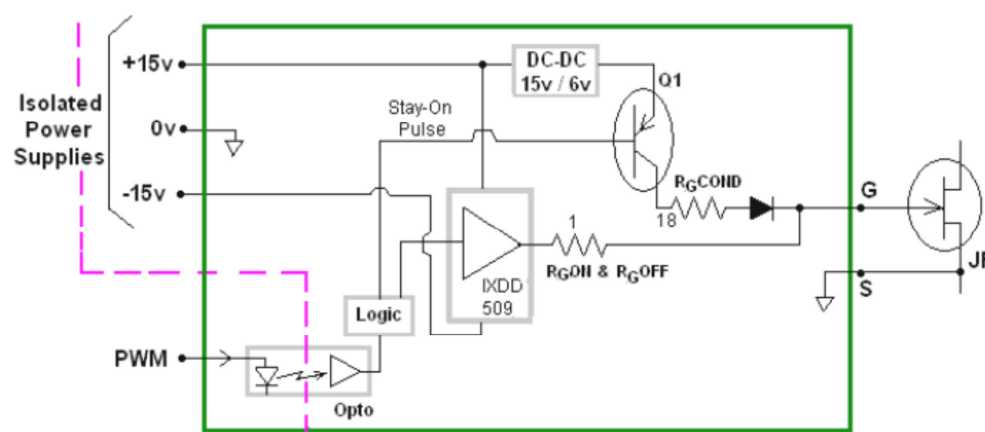 +15v
DC-DC
15v / 6v
Q1
Isolated
Power
Supplies
0v
Stay-On
Pulse
-15v
RGCOND
G
18
1
RGON & RGOFF
IXDD
509
S
JF
Logic
PWM
Opto